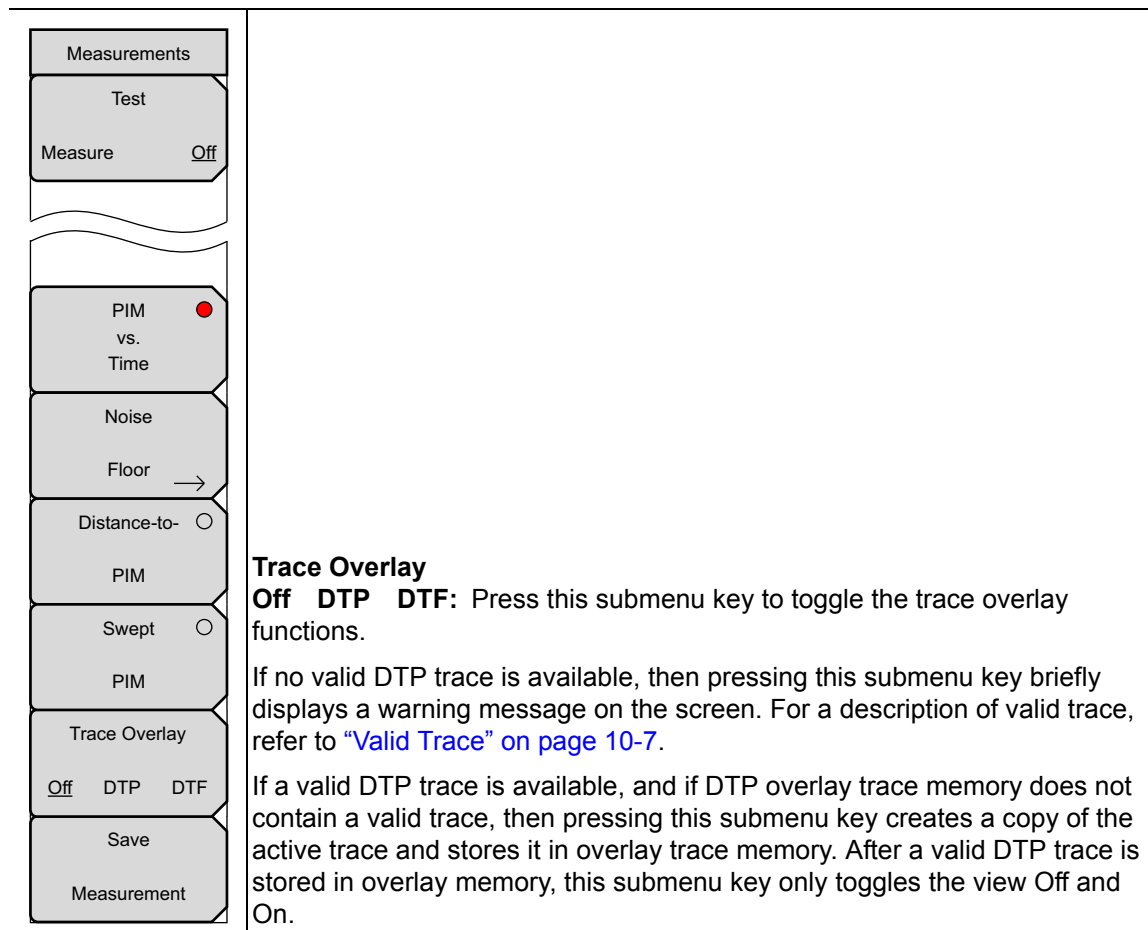 Measurements
Test
Measure Off
PIM
vs.
Time
Noise
Floor
Distance-to-
PIM
Swept
PIM
Trace Overlay
Off DTP DTF
Save
Measurement
Trace Overlay
Off DTP DTF: Press this submenu key to toggle the trace overlay
functions.
If no valid DTP trace is available, then pressing this submenu key briefly
displays a warning message on the screen. For a description of valid trace,
refer to “Valid Trace” on page 10-7.
If a valid DTP trace is available, and if DTP overlay trace memory does not
contain a valid trace, then pressing this submenu key creates a copy of the
active trace and stores it in overlay trace memory. After a valid DTP trace is
stored in overlay memory, this submenu key only toggles the view Off and
On.